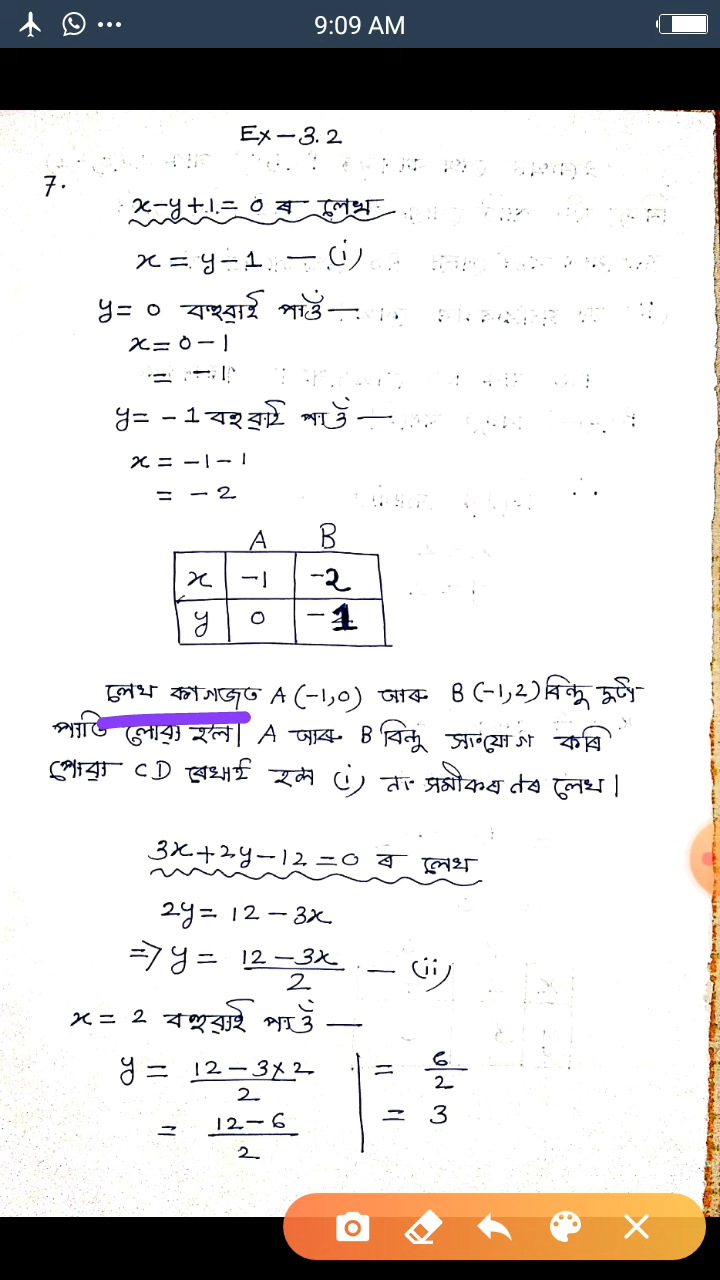 9:09 AM
Ex – 3.2
7.
x-y+1 = 0 ৰ লেখ
x = y – 1 — (i)
y = 0 বহুৱাই পাওঁ —
x = 0 – 1
= – 1
y = – 1 বহুৱাই পাওঁ —
x = –1 – 1
= – 2
A B
x –1 –2
y 0 –1
লেখ কাগজত A (-1,0) আৰু B (-1,2) বিন্দু দুটা
পাতি লোৱা হল। A আৰু B বিন্দু সংযোগ কৰি
পোৱা CD ৰেখাই হল (i) নং সমীকৰণৰ লেখ।
3x+2y–12 = 0 ৰ লেখ
2y = 12 – 3x
⇒ y = (12 – 3x)/2 — (ii)
x = 2 বহুৱাই পাওঁ —
y = (12 – 3×2)/2
= (12 – 6)/2
= 6/2
= 3